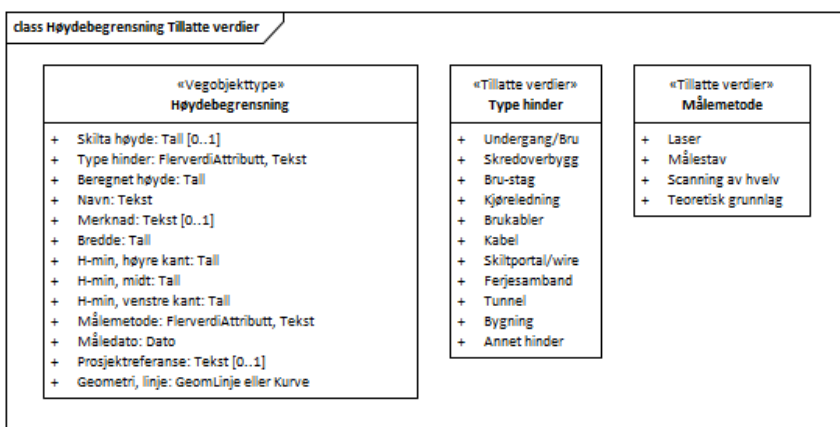 class Høydebegrensning Tillatte verdier
«Vegobjekttype»
Høydebegrensning
+ Skilta høyde: Tall [0..1]
+ Type hinder: FlerverdiAttributt, Tekst
+ Beregnet høyde: Tall
+ Navn: Tekst
+ Merknad: Tekst [0..1]
+ Bredde: Tall
+ H-min, høyre kant: Tall
+ H-min, midt: Tall
+ H-min, venstre kant: Tall
+ Målemetode: FlerverdiAttributt, Tekst
+ Måledato: Dato
+ Prosjektreferanse: Tekst [0..1]
+ Geometri, linje: GeomLinje eller Kurve
«Tillatte verdier»
Type hinder
+ Undergang/Bru
+ Skredoverbygg
+ Bru-stag
+ Kjøreledning
+ Brukabler
+ Kabel
+ Skiltportal/wire
+ Ferjesamband
+ Tunnel
+ Bygning
+ Annet hinder
«Tillatte verdier»
Målemetode
+ Laser
+ Målestav
+ Scanning av hvelv
+ Teoretisk grunnlag